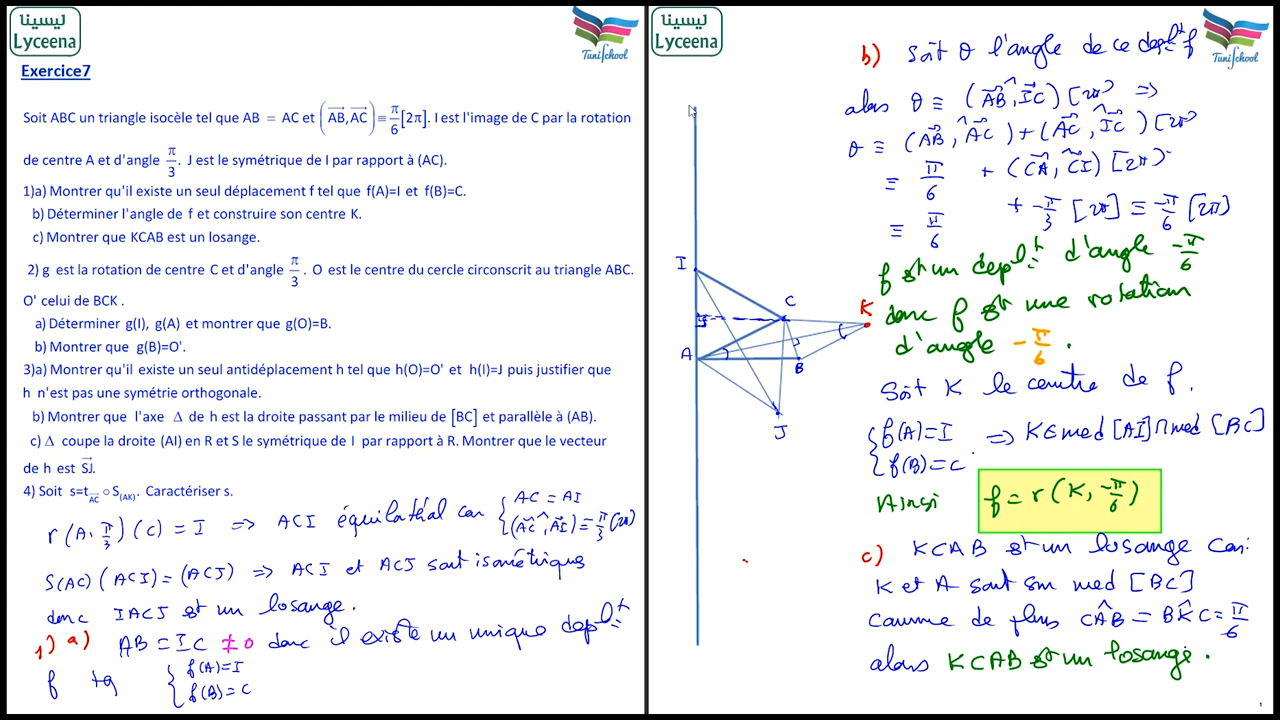 ليسينا
Lyceena
TuniSchool
Exercice7
Soit ABC un triangle isocèle tel que AB = AC et (AB→,AC→) ≡ π/6 [2π]. I est l'image de C par la rotation
de centre A et d'angle π/3. J est le symétrique de I par rapport à (AC).
1)a) Montrer qu'il existe un seul déplacement f tel que f(A)=I et f(B)=C.
b) Déterminer l'angle de f et construire son centre K.
c) Montrer que KCAB est un losange.
2) g est la rotation de centre C et d'angle π/3 . O est le centre du cercle circonscrit au triangle ABC.
O' celui de BCK .
a) Déterminer g(I), g(A) et montrer que g(O)=B.
b) Montrer que g(B)=O'.
3)a) Montrer qu'il existe un seul antidéplacement h tel que h(O)=O' et h(I)=J puis justifier que
h n'est pas une symétrie orthogonale.
b) Montrer que l'axe Δ de h est la droite passant par le milieu de [BC] et parallèle à (AB).
c) Δ coupe la droite (AI) en R et S le symétrique de I par rapport à R. Montrer que le vecteur
de h est SJ→.
4) Soit s=t_AC→ ∘ S_(AK). Caractériser s.
r(A, π/3)(C) = I ⇒ ACI équilatéral car { AC = AI
(AC→^AI→) ≡ π/3 [2π]
S(AC)(ACI) = (ACJ) ⇒ ACI et ACJ sont isométriques
donc IACJ est un losange.
1) a) AB = IC ≠ 0 donc il existe un unique deplt
f tq { f(A) = I
f(B) = C
ليسينا
Lyceena
TuniSchool
b) Soit θ l'angle de ce deplt f
alors θ ≡ (AB→^IC→) [2π] ⇒
θ ≡ (AB→^AC→) + (AC→^IC→) [2π]
≡ π/6 + (CA→^CI→) [2π]
≡ π/6 + -π/3 [2π] ≡ -π/6 [2π]
f est un deplt d'angle -π/6
donc f est une rotation
d'angle -π/6 .
Soit K le centre de f.
{ f(A) = I
f(B) = C ⇒ K ∈ med [AI] ∩ med [BC]
Ainsi f = r(K, -π/6)
c) KCAB est un losange car:
K et A sont sur med [BC]
comme de plus CÂB = BK̂C = π/6
alors KCAB est un losange.
I
C
K
A
B
J
1